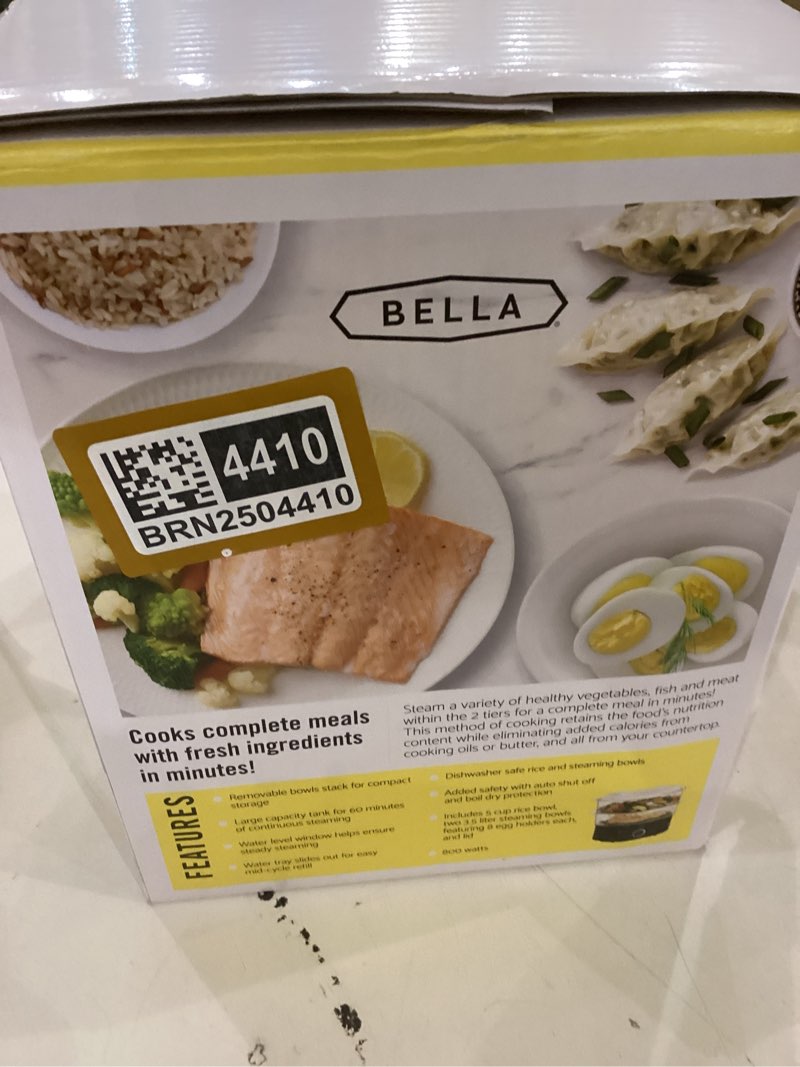 BELLA
4410
BRN2504410
Cooks complete meals
with fresh ingredients
in minutes!
Steam a variety of healthy vegetables, fish and meat
within the 2 tiers for a complete meal in minutes!
This method of cooking retains the food's nutrition
content while eliminating added calories from
cooking oils or butter, and all from your countertop.
FEATURES
Removable bowls stack for compact
storage
Large capacity tank for 60 minutes
of continuous steaming
Water level window helps ensure
steady steaming
Water tray slides out for easy
mid-cycle refill
Dishwasher safe rice and steaming bowls
Added safety with auto shut off
and boil dry protection
Includes 5 cup rice bowl,
two 3.5 liter steaming bowls
featuring 8 egg holders each,
and lid
800 watts